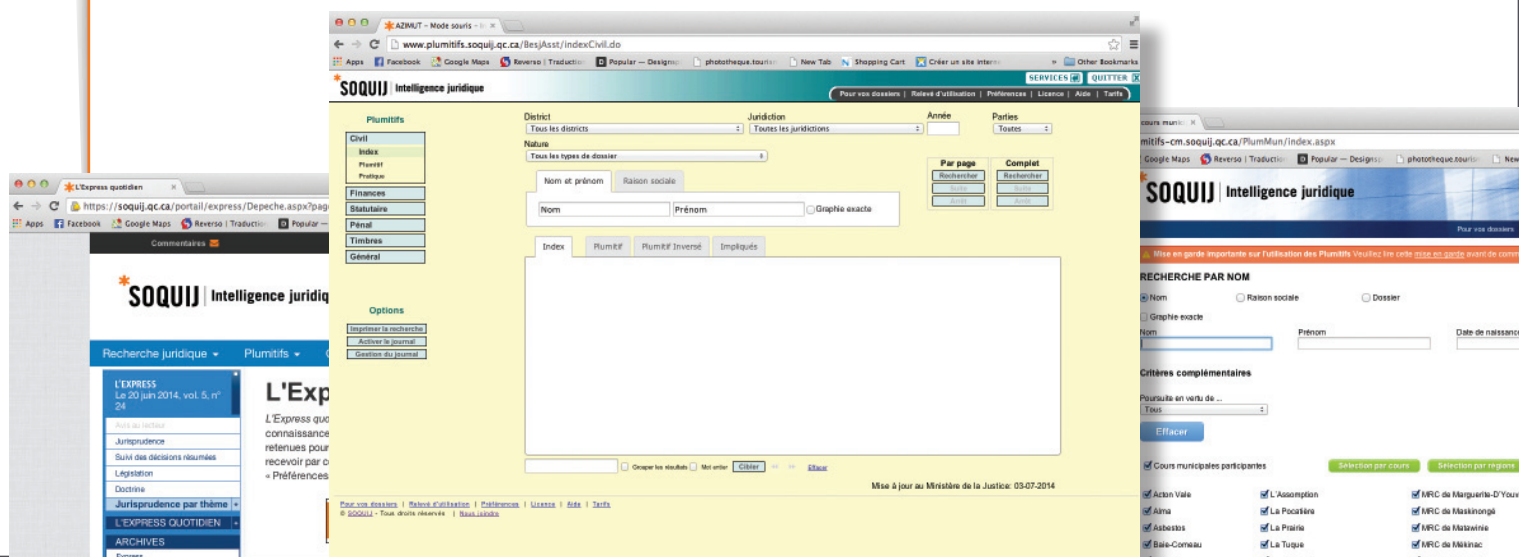 AZIMUT – Mode souris –
www.plumitifs.soquij.qc.ca/BesjAsst/indexCivil.do
Apps Facebook Google Maps Reverso | Traduction Popular — Design phototheque.touris New Tab Shopping Cart Créer un site intern » Other Bookmarks
SERVICES QUITTER
SOQUIJ | Intelligence juridique
Pour vos dossiers | Relevé d'utilisation | Préférences | Licence | Aide | Tarifs
Plumitifs
Civil
Index
Plumitif
Pratique
Finances
Statutaire
Pénal
Timbres
Général
Options
Imprimer la recherche
Activer le journal
Gestion du journal
District Juridiction Année Parties
Tous les districts Toutes les juridictions Toutes
Nature
Tous les types de dossier
Par page Complet
Rechercher Rechercher
Suite Suite
Arrêt Arrêt
Nom et prénom Raison sociale
Nom Prénom Graphie exacte
Index Plumitif Plumitif Inversé Impliqués
Grouper les résultats Mot entier Cibler Effacer
Mise à jour au Ministère de la Justice: 03-07-2014
Pour vos dossiers | Relevé d'utilisation | Préférences | Licence | Aide | Tarifs
© SOQUIJ - Tous droits réservés | Nous joindre
L'Express quotidien
https://soquij.qc.ca/portail/express/Depeche.aspx?pag
Apps Facebook Google Maps Reverso | Traduction Popular —
Commentaires
SOQUIJ | Intelligence juridiq
Recherche juridique Plumitifs
L'EXPRESS
Le 20 juin 2014, vol. 5, n°
24
Avis au lecteur
Jurisprudence
Suivi des décisions résumées
Législation
Doctrine
Jurisprudence par thème +
L'EXPRESS QUOTIDIEN +
ARCHIVES
Express
L'Exp
L'Express quo
connaissance
retenues pour
recevoir par c
« Préférences
cours munic
mitifs-cm.soquij.qc.ca/PlumMun/index.aspx
Google Maps Reverso | Traduction Popular — Design phototheque.touris New
SOQUIJ | Intelligence juridique
Pour vos dossiers
Mise en garde importante sur l'utilisation des Plumitifs Veuillez lire cette mise en garde avant de comm
RECHERCHE PAR NOM
Nom Raison sociale Dossier
Graphie exacte
Nom Prénom Date de naissance
Critères complémentaires
Poursuite en vertu de ...
Tous
Effacer
Cours municipales participantes Sélection par cours Sélection par régions
Acton Vale L'Assomption MRC de Marguerite-D'Youv
Alma La Pocatière MRC de Maskinongé
Asbestos La Prairie MRC de Matawinie
Baie-Comeau La Tuque MRC de Mékinac